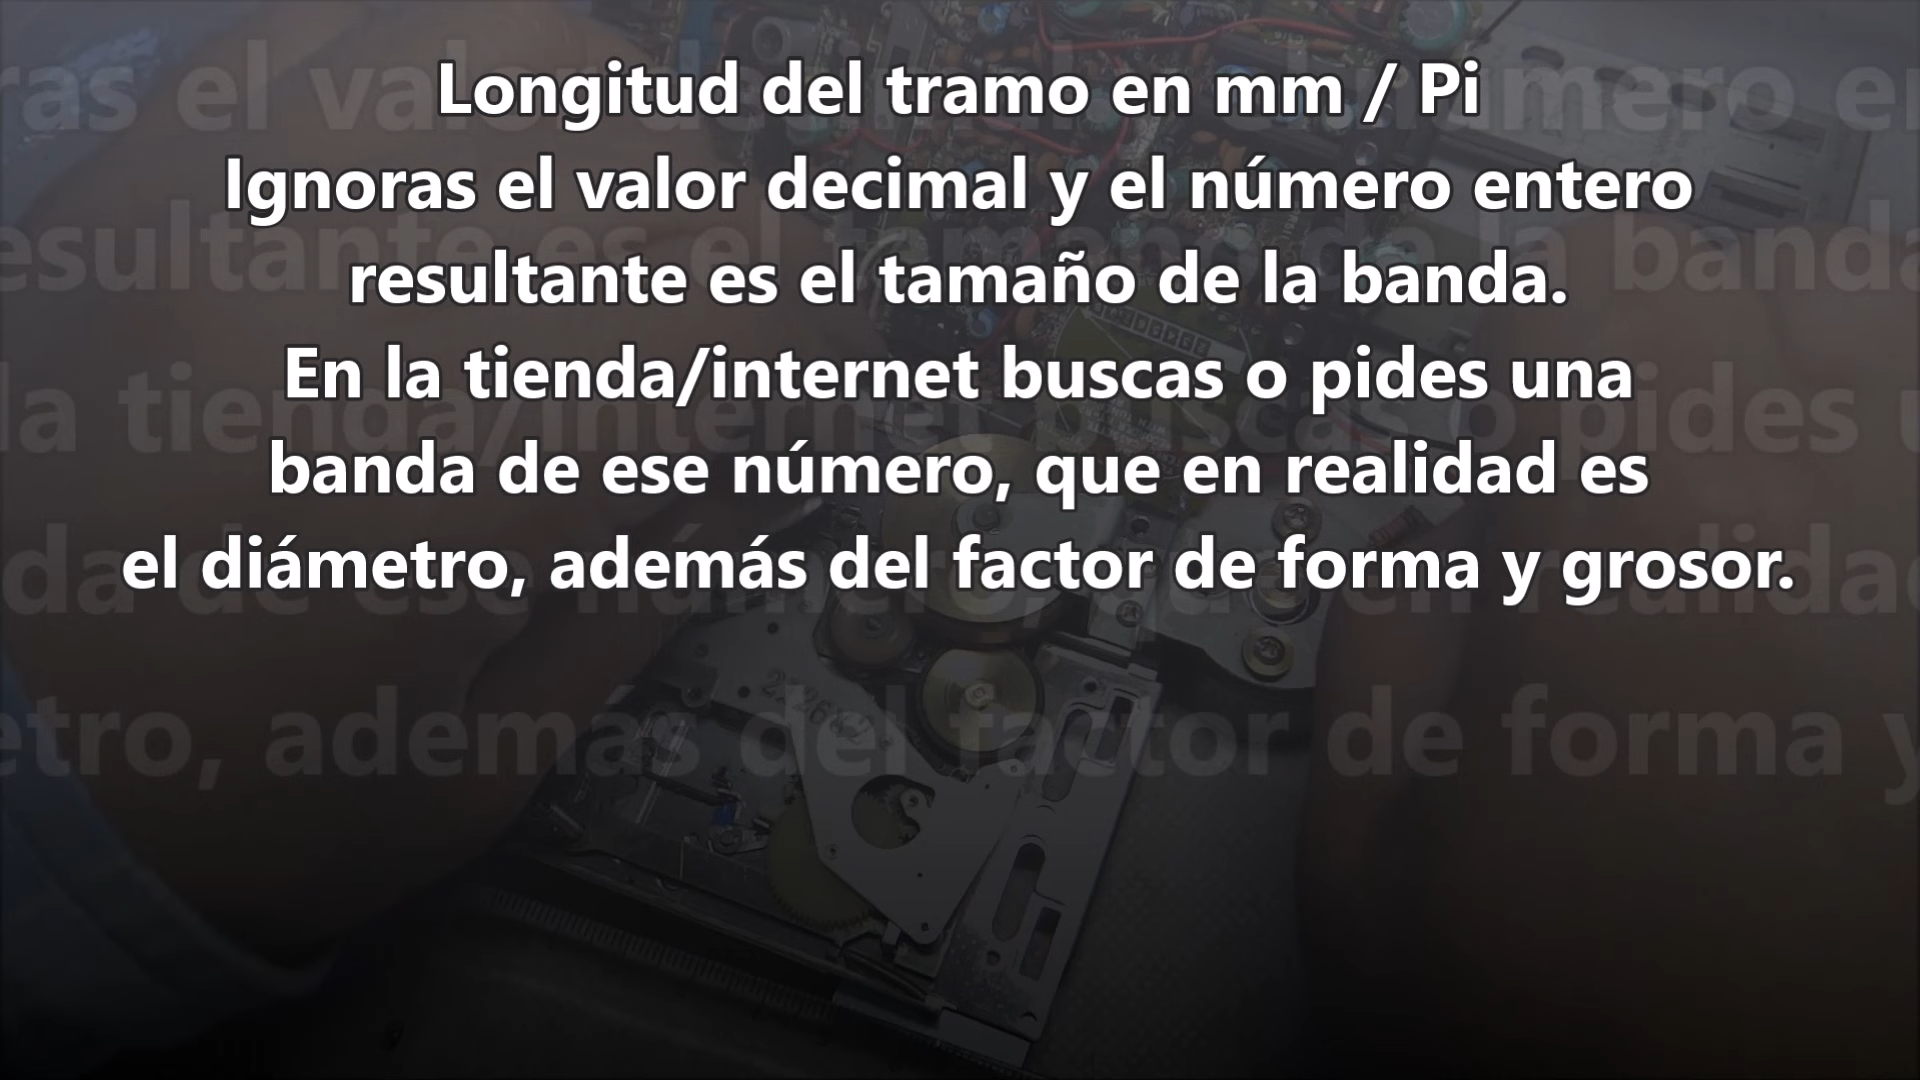 Longitud del tramo en mm / Pi
Ignoras el valor decimal y el número entero
resultante es el tamaño de la banda.
En la tienda/internet buscas o pides una
banda de ese número, que en realidad es
el diámetro, además del factor de forma y grosor.